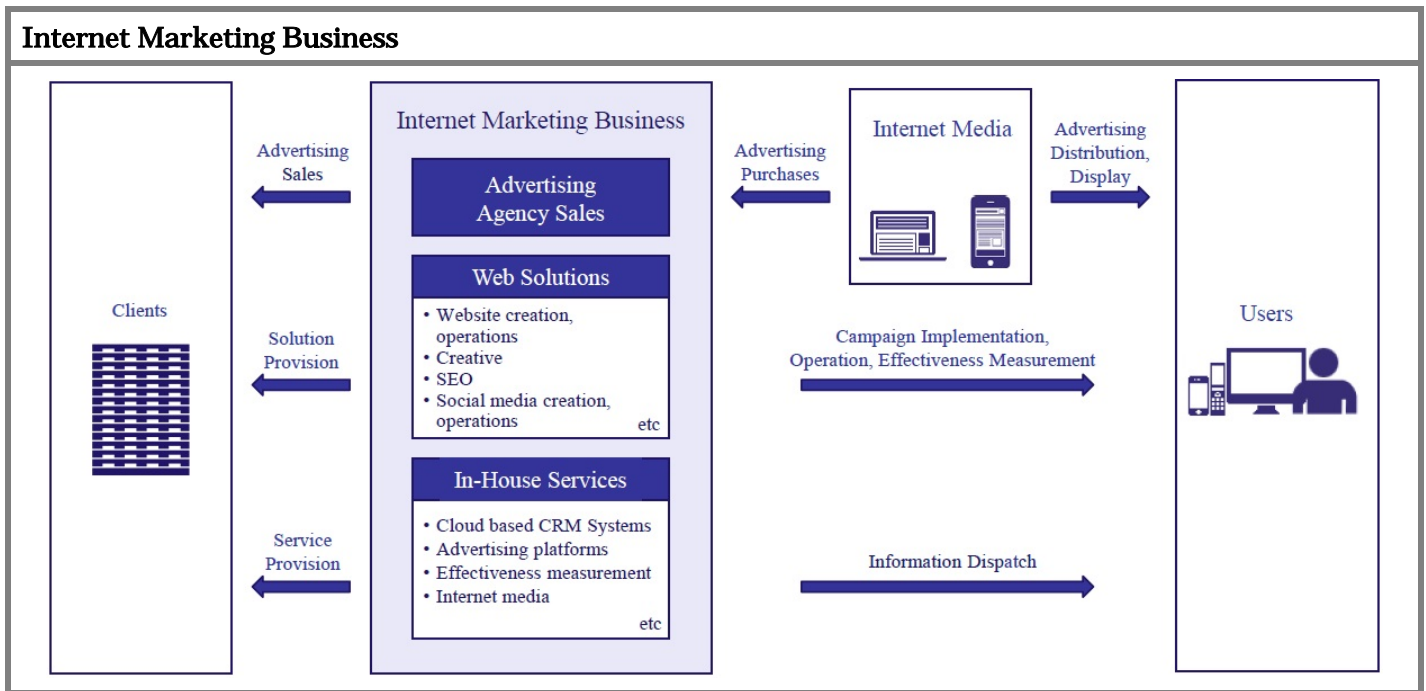 Internet Marketing Business
Clients
Advertising
Sales
Solution
Provision
Service
Provision
Internet Marketing Business
Advertising
Agency Sales
Web Solutions
• Website creation,
operations
• Creative
• SEO
• Social media creation,
operations
etc
In-House Services
• Cloud based CRM Systems
• Advertising platforms
• Effectiveness measurement
• Internet media
etc
Advertising
Purchases
Internet Media
Advertising
Distribution,
Display
Campaign Implementation,
Operation, Effectiveness Measurement
Information Dispatch
Users